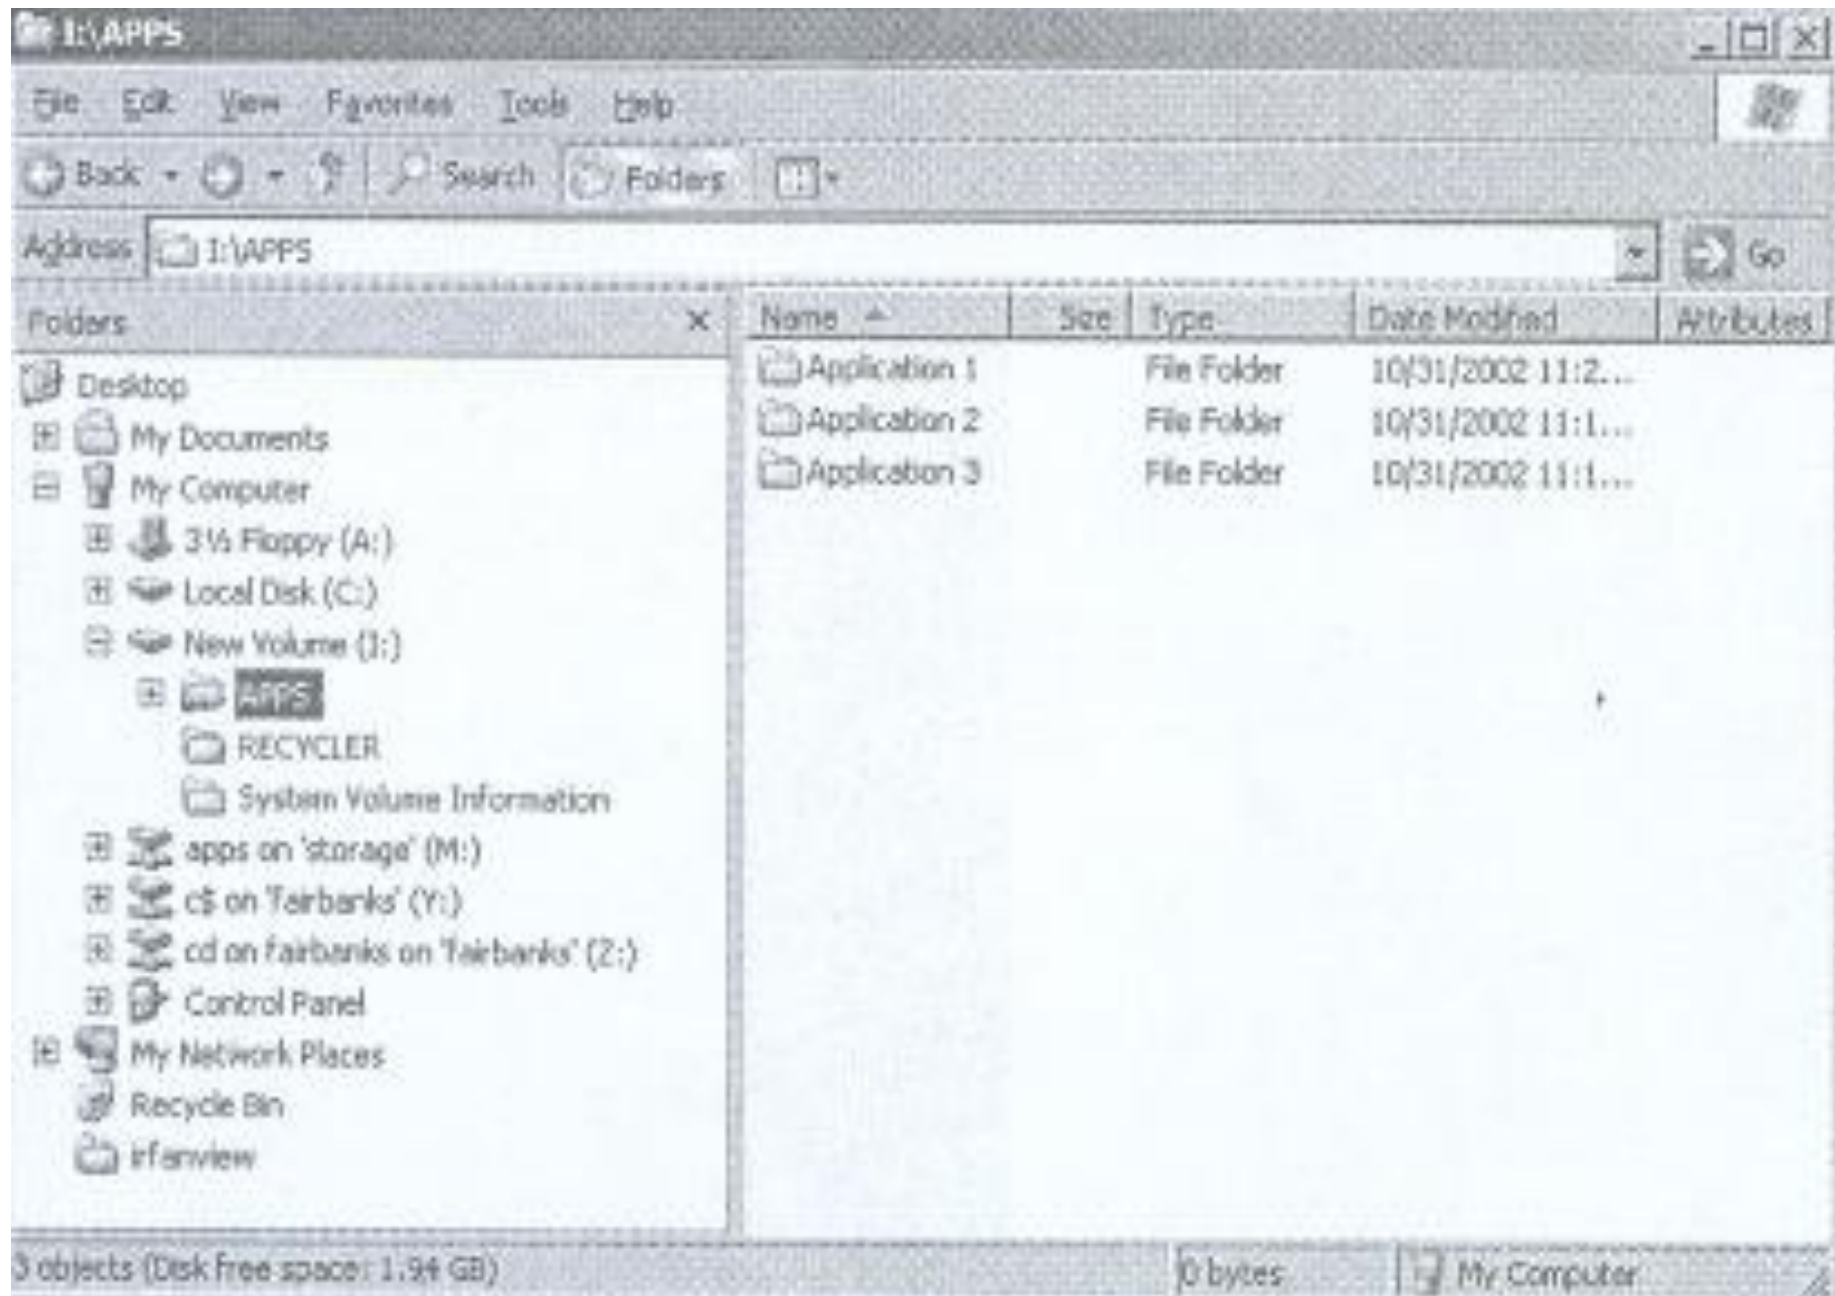 I:\APPS
File Edit View Favorites Tools Help
Back Search Folders
Address I:\APPS Go
Folders
Name Size Type Date Modified Attributes
Desktop
My Documents
My Computer
3½ Floppy (A:)
Local Disk (C:)
New Volume (I:)
APPS
RECYCLER
System Volume Information
apps on 'storage' (M:)
c$ on 'fairbanks' (Y:)
cd on fairbanks on 'fairbanks' (Z:)
Control Panel
My Network Places
Recycle Bin
irfanview
Application 1 File Folder 10/31/2002 11:2...
Application 2 File Folder 10/31/2002 11:1...
Application 3 File Folder 10/31/2002 11:1...
3 objects (Disk free space: 1.94 GB) 0 bytes My Computer